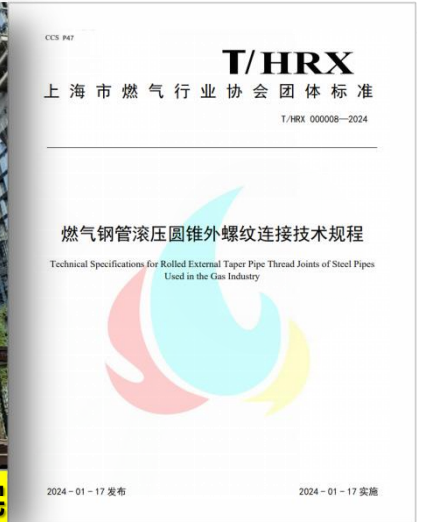 CCS P47
T/HRX
上海市燃气行业协会团体标准
T/HRX 000008—2024
燃气钢管滚压圆锥外螺纹连接技术规程
Technical Specifications for Rolled External Taper Pipe Thread Joints of Steel Pipes
Used in the Gas Industry
2024-01-17 发布
2024-01-17 实施